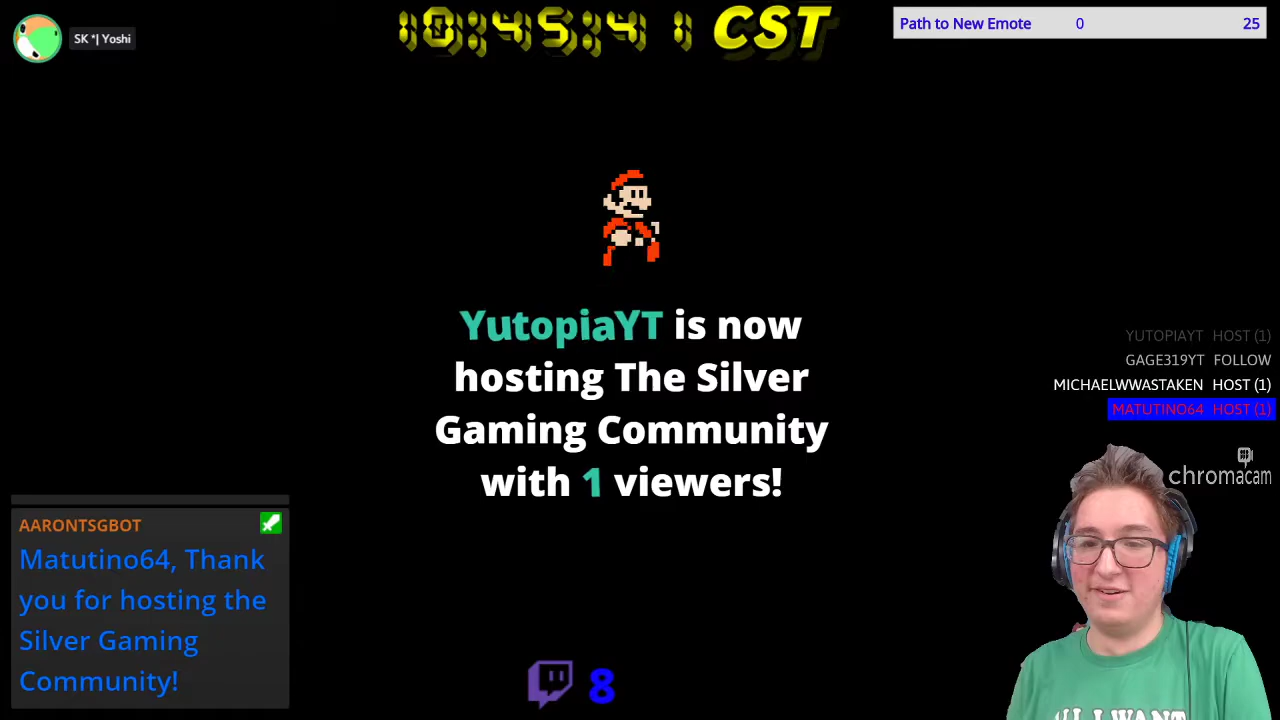 SK *| Yoshi
10:45:41 CST
Path to New Emote 0 25
YutopiaYT is now
hosting The Silver
Gaming Community
with 1 viewers!
YUTOPIAYT HOST (1)
GAGE319YT FOLLOW
MICHAELWWASTAKEN HOST (1)
MATUTINO64 HOST (1)
chromacam
AARONTSGBOT
Matutino64, Thank
you for hosting the
Silver Gaming
Community!
8
ALL I WANT